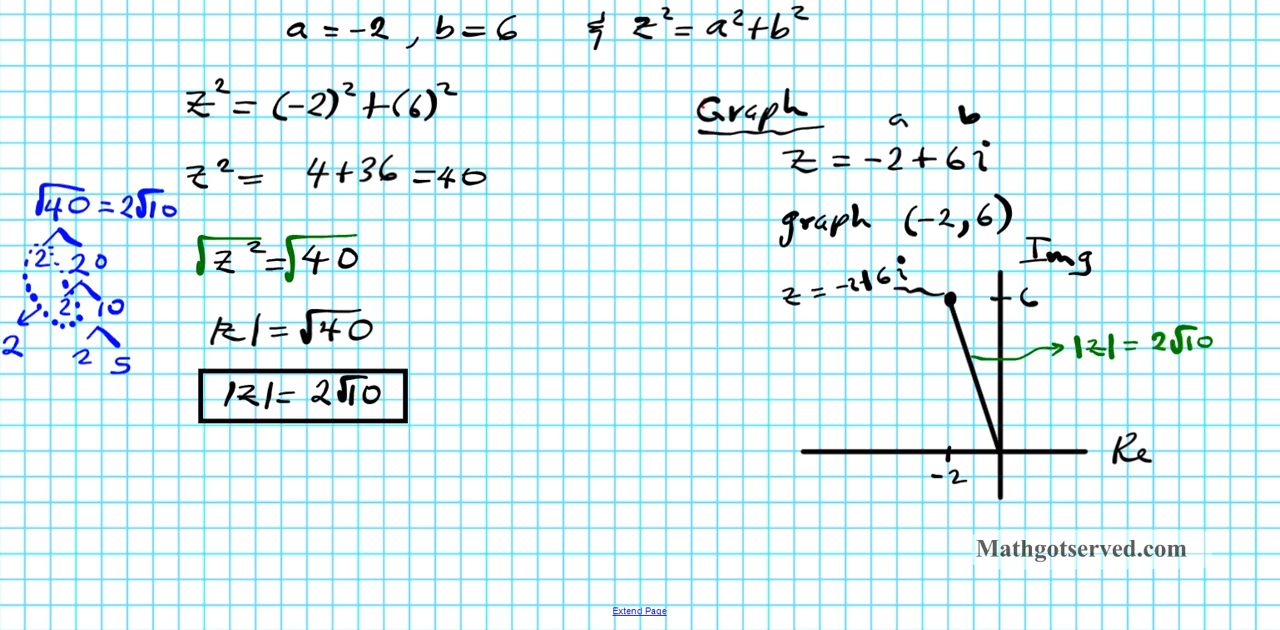 a = -2 , b = 6 & z² = a² + b²
z² = (-2)² + (6)²
z² = 4 + 36 = 40
√40 = 2√10
2 20
2 10
2 2 5
√z² = √40
|z| = √40
|z| = 2√10
Graph
a b
z = -2 + 6i
graph (-2, 6)
Img
z = -2+6i
6
|z| = 2√10
Re
-2
Mathgotserved.com
Extend Page